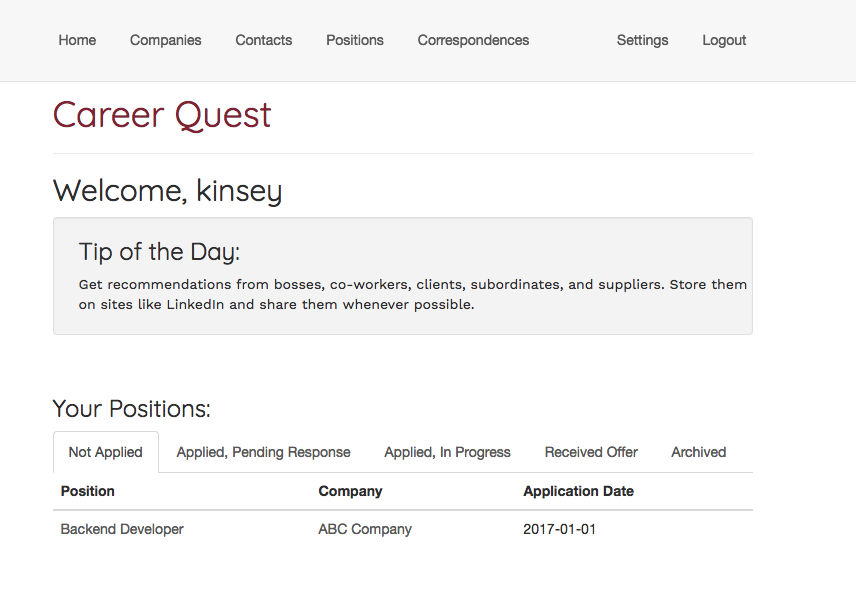 Home Companies Contacts Positions Correspondences Settings Logout
Career Quest
Welcome, kinsey
Tip of the Day:
Get recommendations from bosses, co-workers, clients, subordinates, and suppliers. Store them
on sites like LinkedIn and share them whenever possible.
Your Positions:
Not Applied Applied, Pending Response Applied, In Progress Received Offer Archived
Position Company Application Date
Backend Developer ABC Company 2017-01-01